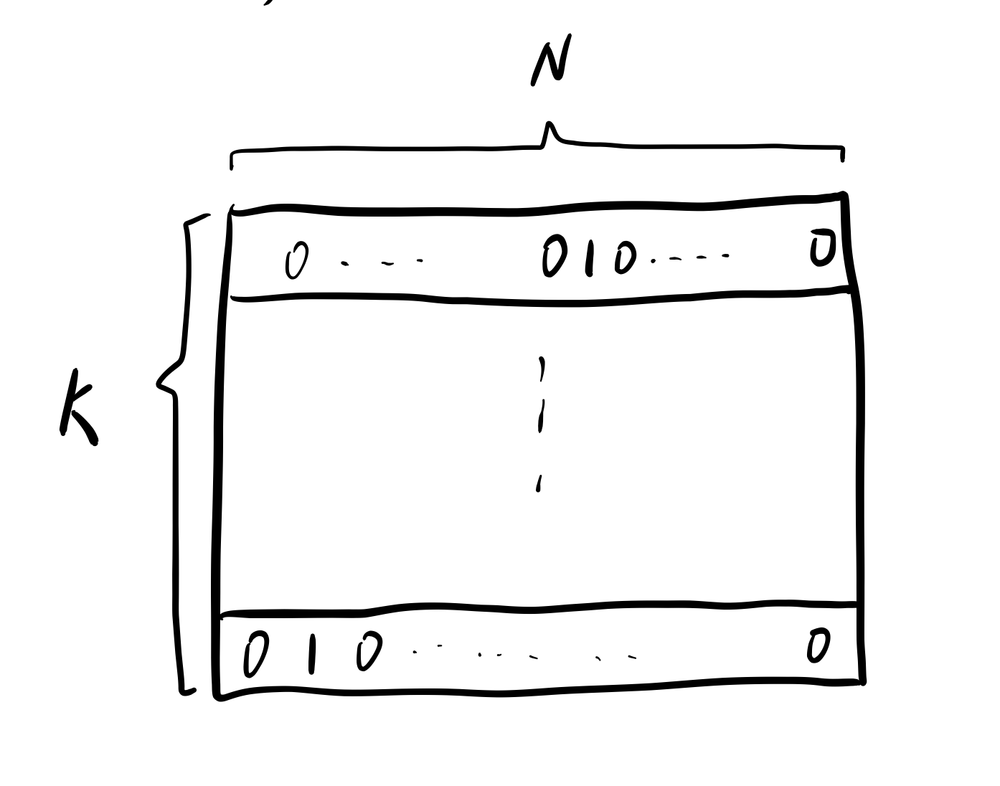 N
0 . - - 0 1 0 . - - - 0
K
0 1 0 . . . . - . - 0